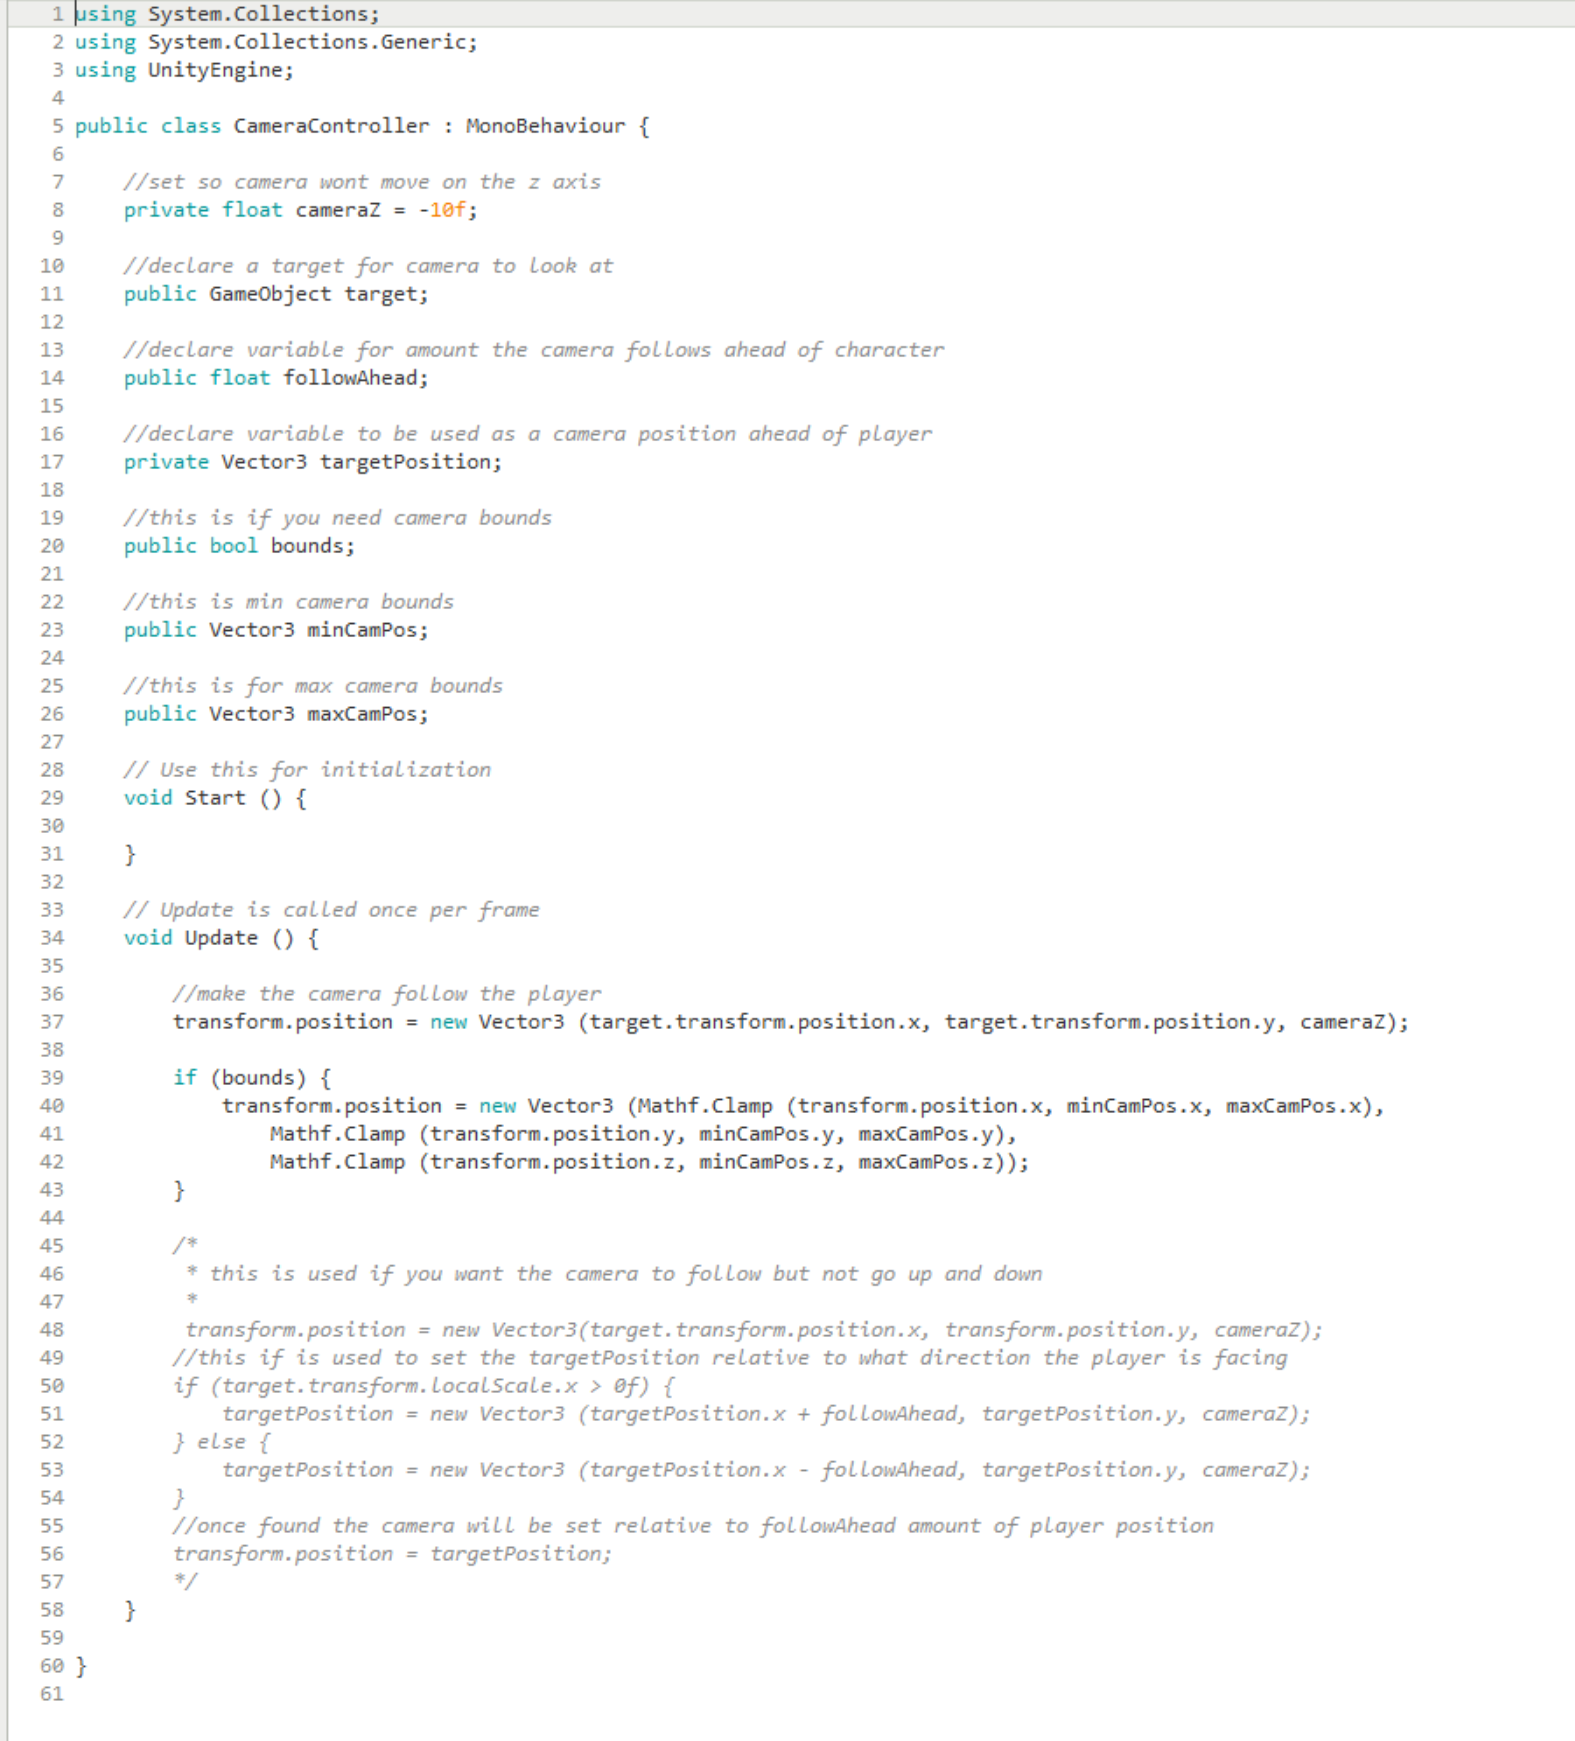 1 using System.Collections;
2 using System.Collections.Generic;
3 using UnityEngine;
4
5 public class CameraController : MonoBehaviour {
6
7     //set so camera wont move on the z axis
8     private float cameraZ = -10f;
9
10     //declare a target for camera to look at
11     public GameObject target;
12
13     //declare variable for amount the camera follows ahead of character
14     public float followAhead;
15
16     //declare variable to be used as a camera position ahead of player
17     private Vector3 targetPosition;
18
19     //this is if you need camera bounds
20     public bool bounds;
21
22     //this is min camera bounds
23     public Vector3 minCamPos;
24
25     //this is for max camera bounds
26     public Vector3 maxCamPos;
27
28     // Use this for initialization
29     void Start () {
30
31     }
32
33     // Update is called once per frame
34     void Update () {
35
36         //make the camera follow the player
37         transform.position = new Vector3 (target.transform.position.x, target.transform.position.y, cameraZ);
38
39         if (bounds) {
40             transform.position = new Vector3 (Mathf.Clamp (transform.position.x, minCamPos.x, maxCamPos.x),
41                 Mathf.Clamp (transform.position.y, minCamPos.y, maxCamPos.y),
42                 Mathf.Clamp (transform.position.z, minCamPos.z, maxCamPos.z));
43         }
44
45         /*
46          * this is used if you want the camera to follow but not go up and down
47          *
48          transform.position = new Vector3(target.transform.position.x, transform.position.y, cameraZ);
49         //this if is used to set the targetPosition relative to what direction the player is facing
50         if (target.transform.localScale.x > 0f) {
51             targetPosition = new Vector3 (targetPosition.x + followAhead, targetPosition.y, cameraZ);
52         } else {
53             targetPosition = new Vector3 (targetPosition.x - followAhead, targetPosition.y, cameraZ);
54         }
55         //once found the camera will be set relative to followAhead amount of player position
56         transform.position = targetPosition;
57         */
58     }
59
60 }
61